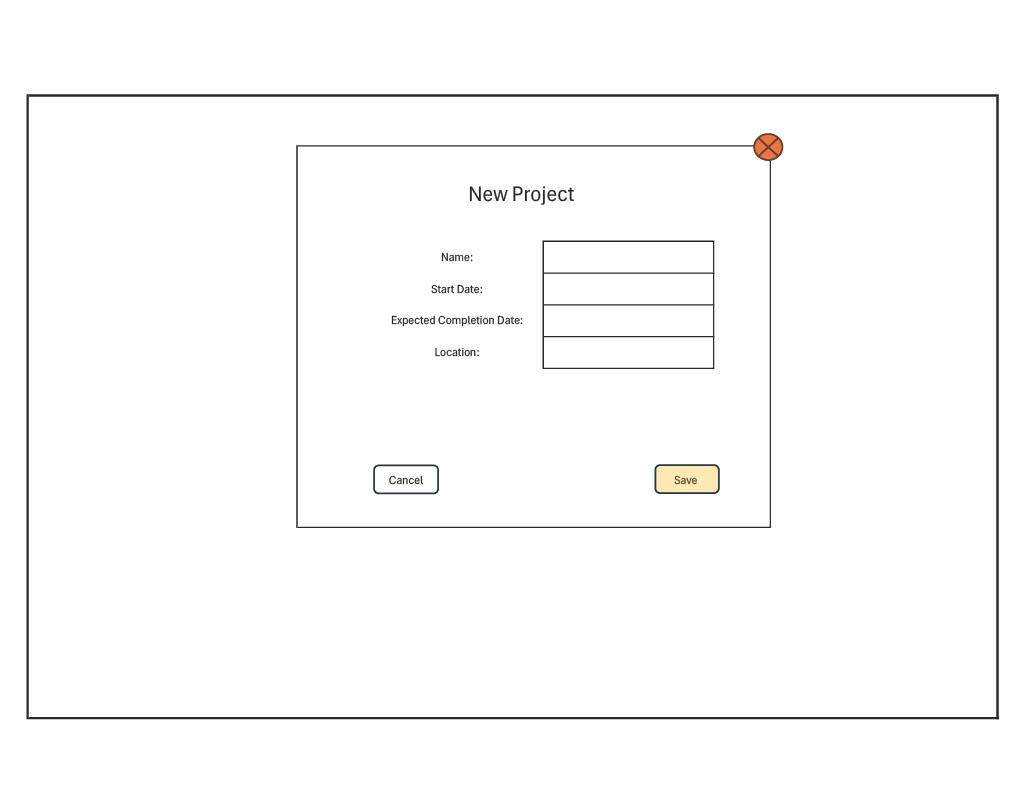 New Project
Name:
Start Date:
Expected Completion Date:
Location:
Cancel
Save